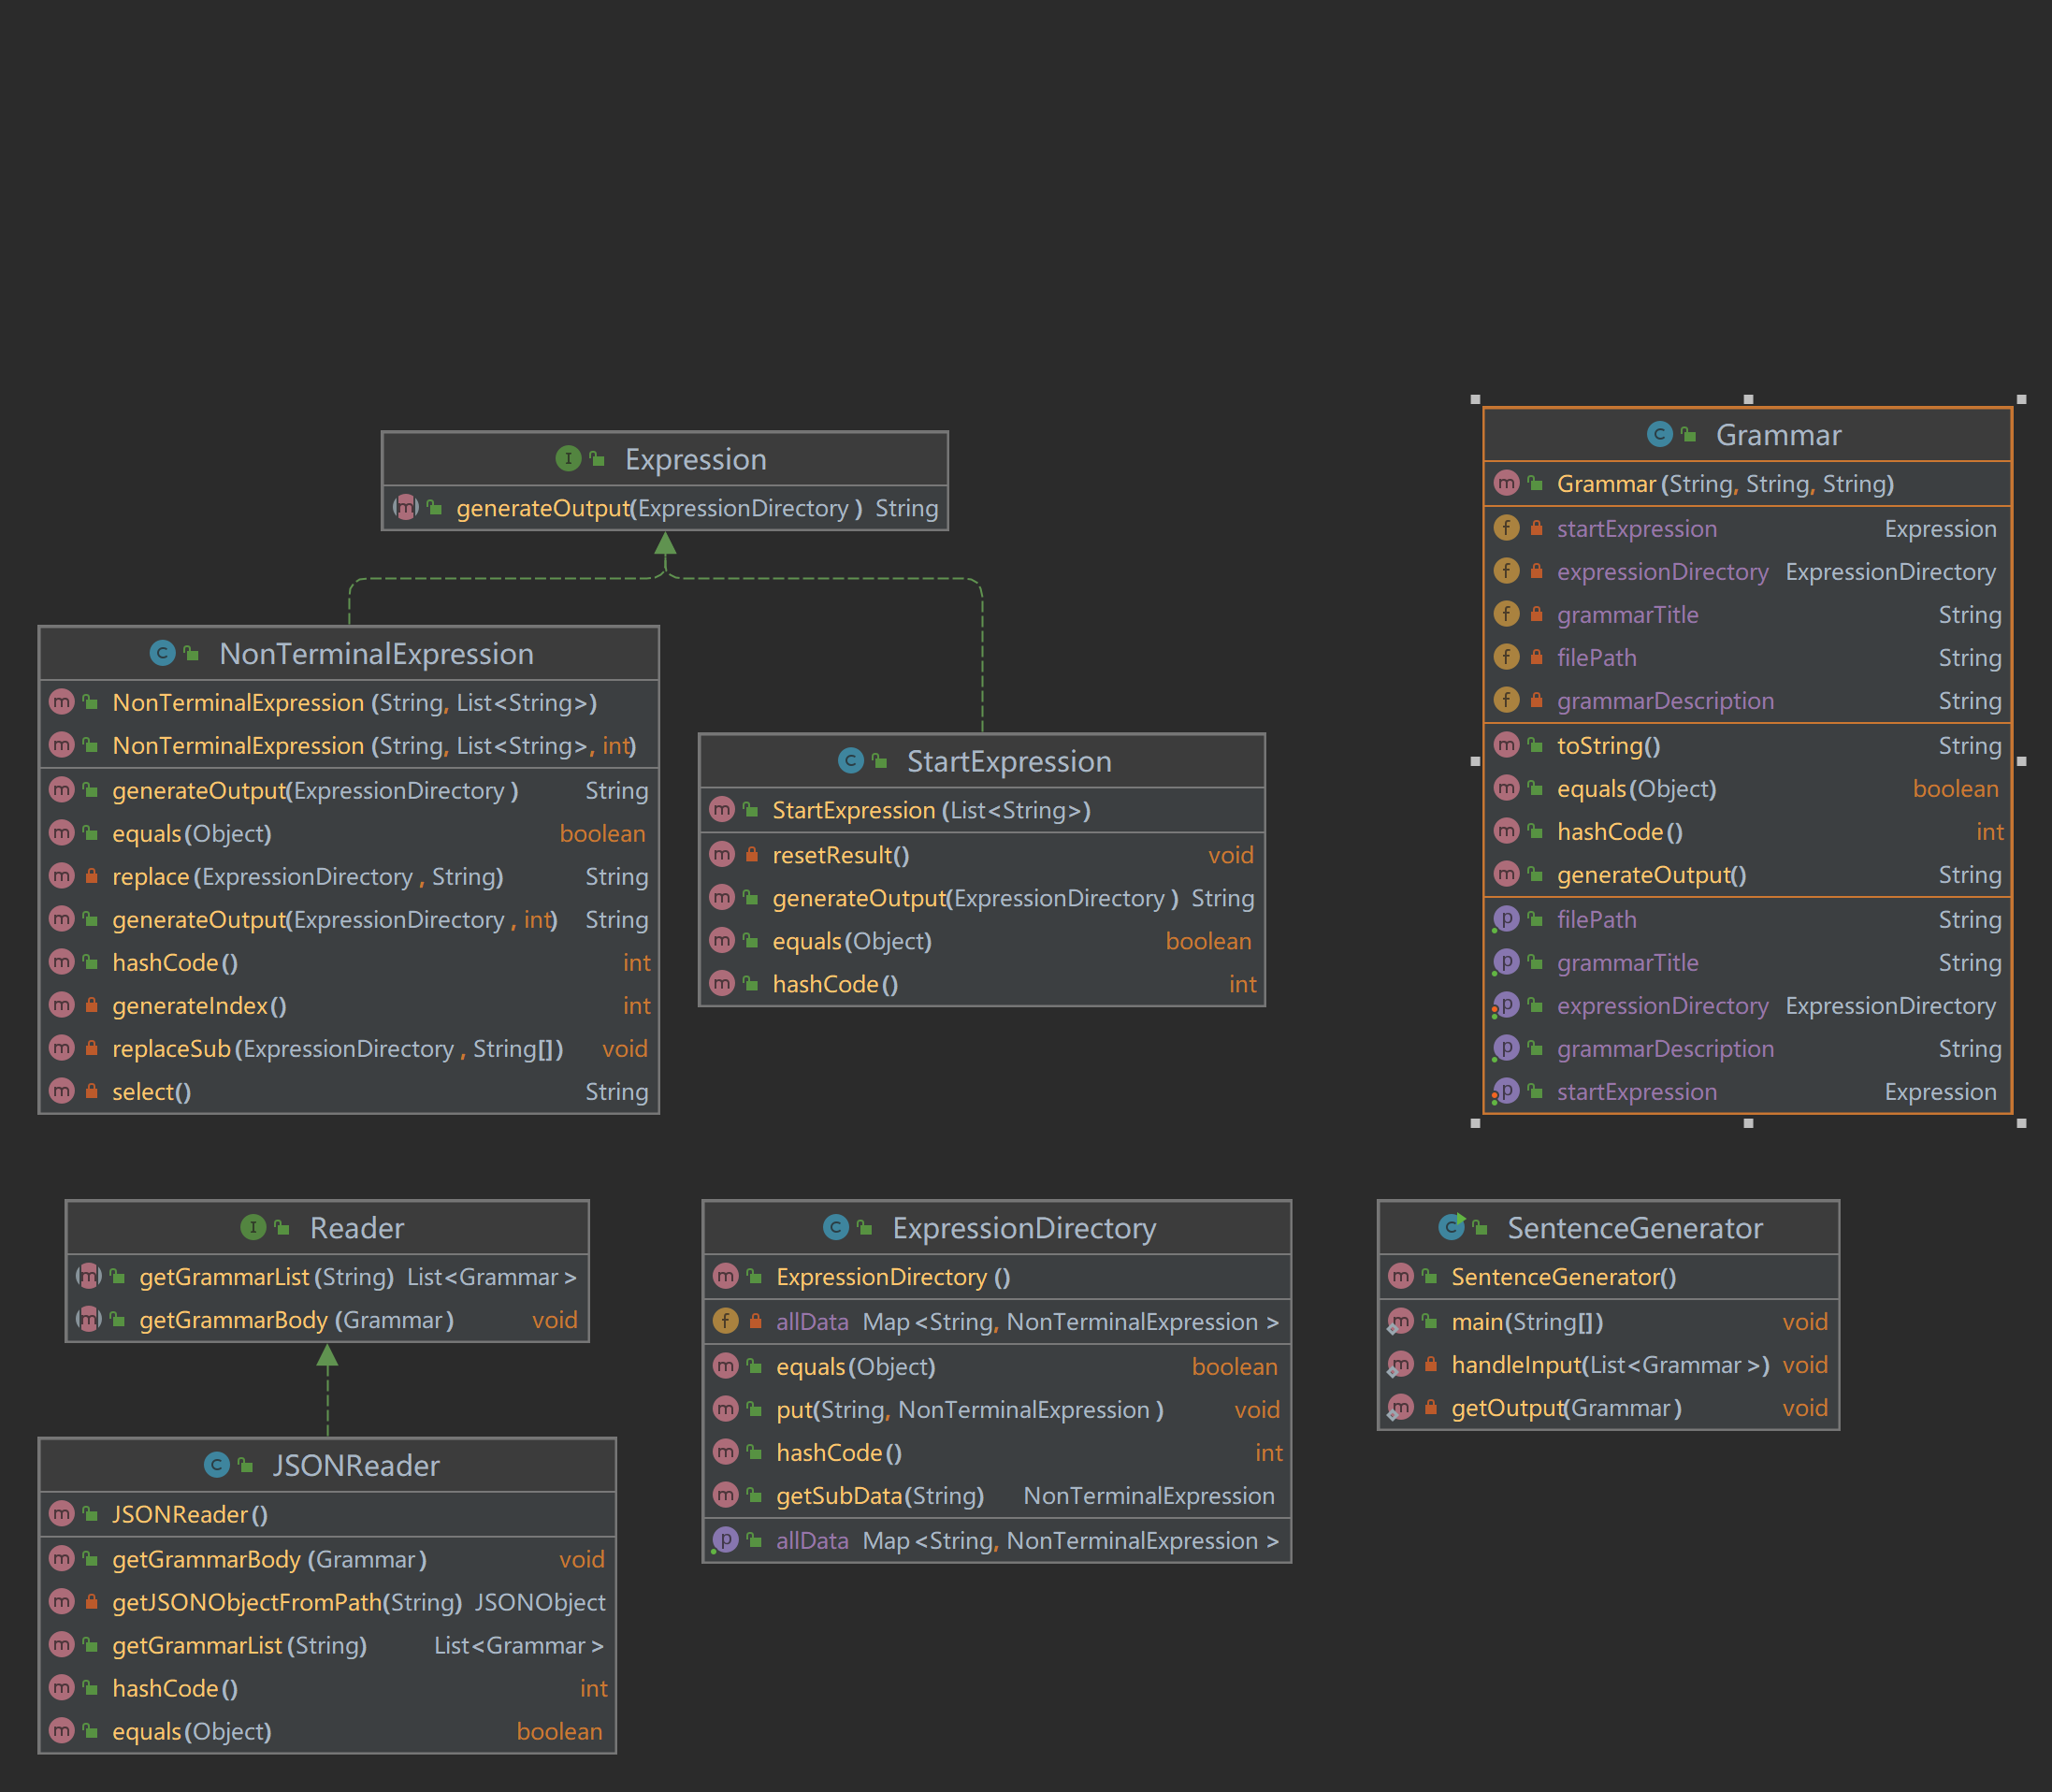 Expression
generateOutput(ExpressionDirectory) String
Grammar
Grammar(String, String, String)
startExpression Expression
expressionDirectory ExpressionDirectory
grammarTitle String
filePath String
grammarDescription String
toString() String
equals(Object) boolean
hashCode() int
generateOutput() String
filePath String
grammarTitle String
expressionDirectory ExpressionDirectory
grammarDescription String
startExpression Expression
NonTerminalExpression
NonTerminalExpression(String, List<String>)
NonTerminalExpression(String, List<String>, int)
generateOutput(ExpressionDirectory) String
equals(Object) boolean
replace(ExpressionDirectory, String) String
generateOutput(ExpressionDirectory, int) String
hashCode() int
generateIndex() int
replaceSub(ExpressionDirectory, String[]) void
select() String
StartExpression
StartExpression(List<String>)
resetResult() void
generateOutput(ExpressionDirectory) String
equals(Object) boolean
hashCode() int
Reader
getGrammarList(String) List<Grammar>
getGrammarBody(Grammar) void
ExpressionDirectory
ExpressionDirectory()
allData Map<String, NonTerminalExpression>
equals(Object) boolean
put(String, NonTerminalExpression) void
hashCode() int
getSubData(String) NonTerminalExpression
allData Map<String, NonTerminalExpression>
SentenceGenerator
SentenceGenerator()
main(String[]) void
handleInput(List<Grammar>) void
getOutput(Grammar) void
JSONReader
JSONReader()
getGrammarBody(Grammar) void
getJSONObjectFromPath(String) JSONObject
getGrammarList(String) List<Grammar>
hashCode() int
equals(Object) boolean